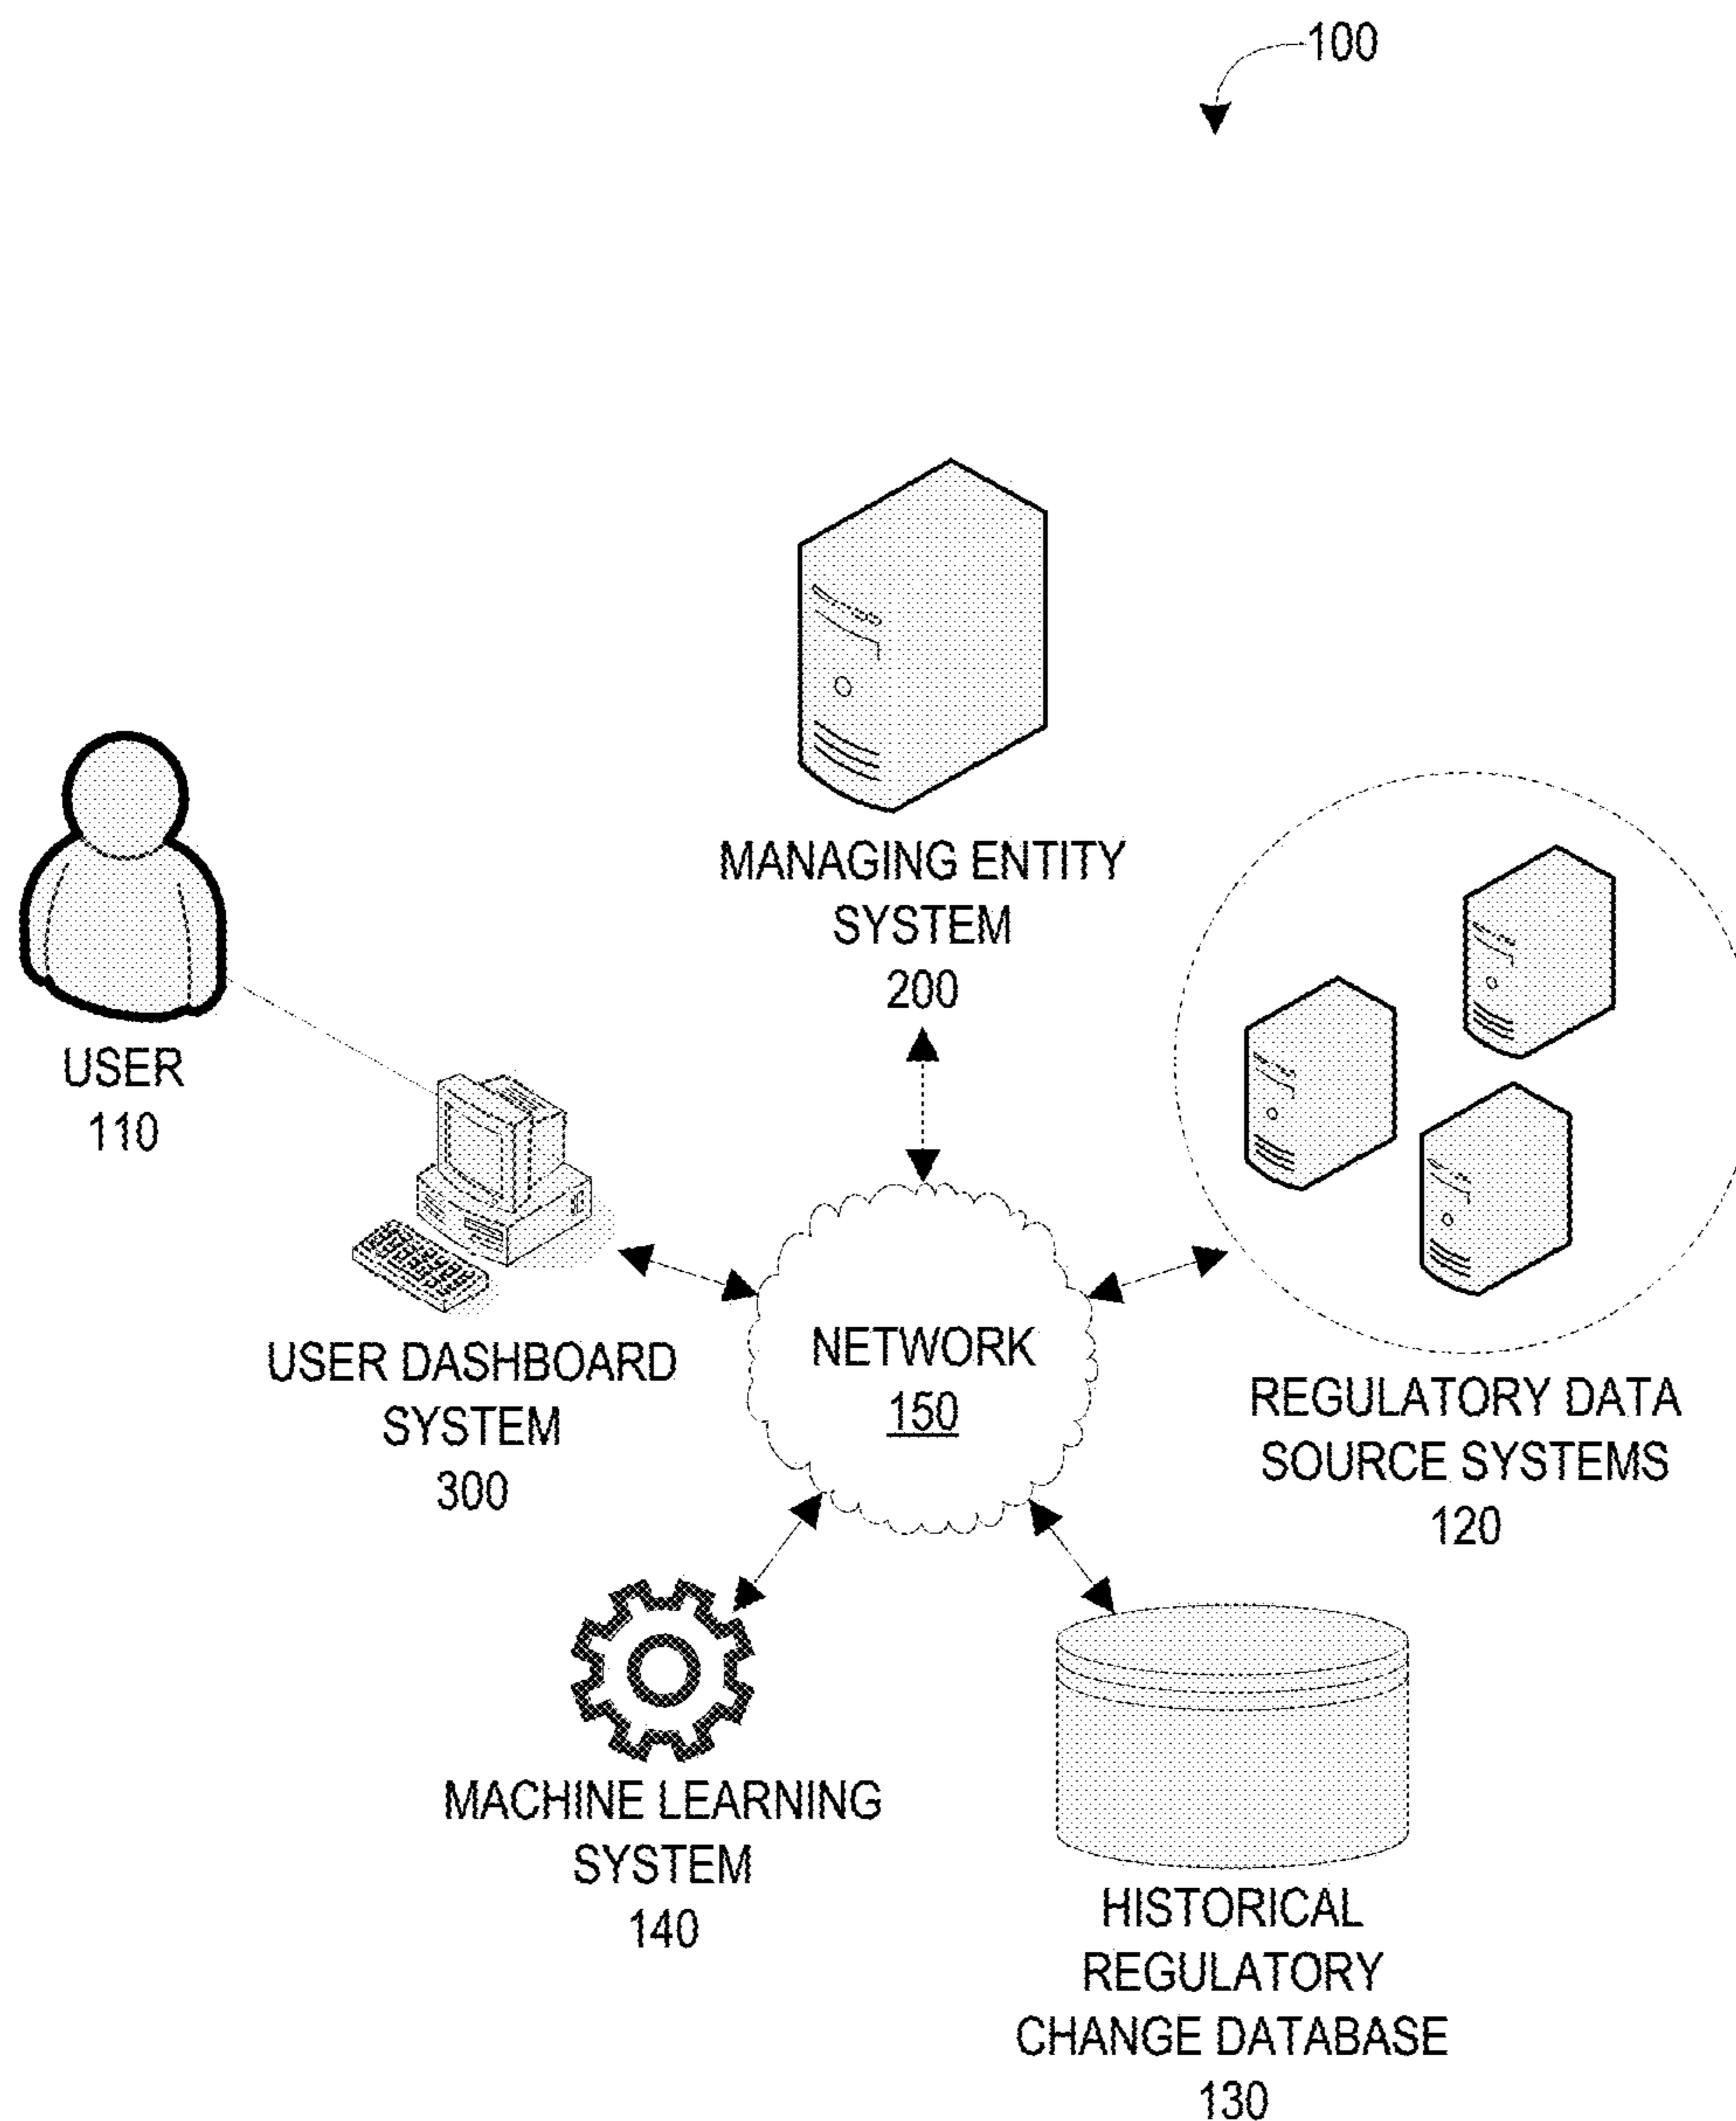 100
MANAGING ENTITY
SYSTEM
200
USER
110
USER DASHBOARD
SYSTEM
300
NETWORK
150
REGULATORY DATA
SOURCE SYSTEMS
120
MACHINE LEARNING
SYSTEM
140
HISTORICAL
REGULATORY
CHANGE DATABASE
130